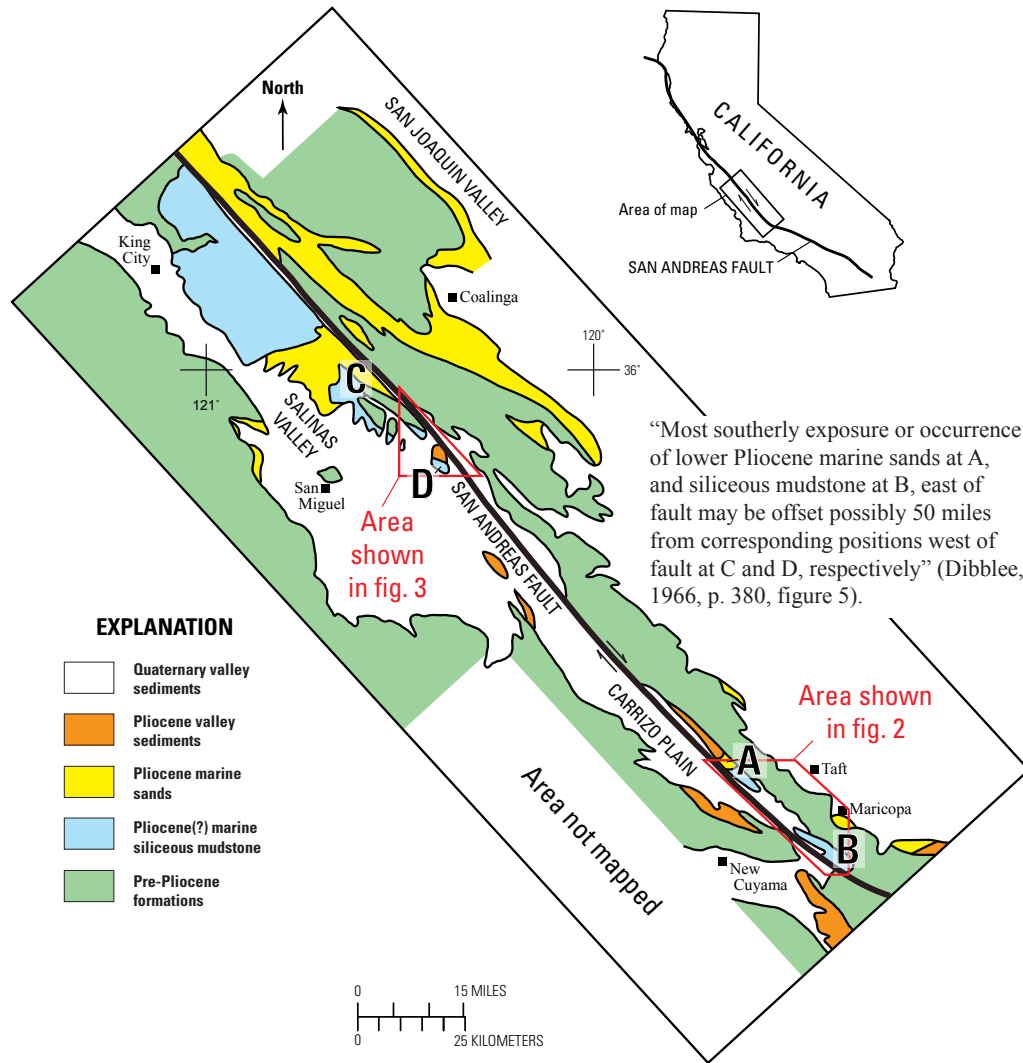 North
SAN JOAQUIN VALLEY
CALIFORNIA
Area of map
SAN ANDREAS FAULT
King
City
Coalinga
120°
36°
121°
C
SALINAS
VALLEY
San
Miguel
D
Area
shown
in fig. 3
SAN ANDREAS FAULT
“Most southerly exposure or occurrence
of lower Pliocene marine sands at A,
and siliceous mudstone at B, east of
fault may be offset possibly 50 miles
from corresponding positions west of
fault at C and D, respectively” (Dibblee,
1966, p. 380, figure 5).
EXPLANATION
Quaternary valley
sediments
Pliocene valley
sediments
Pliocene marine
sands
Pliocene(?) marine
siliceous mudstone
Pre-Pliocene
formations
CARRIZO PLAIN
Area shown
in fig. 2
A
Taft
Maricopa
B
New
Cuyama
Area not mapped
0 15 MILES
0 25 KILOMETERS